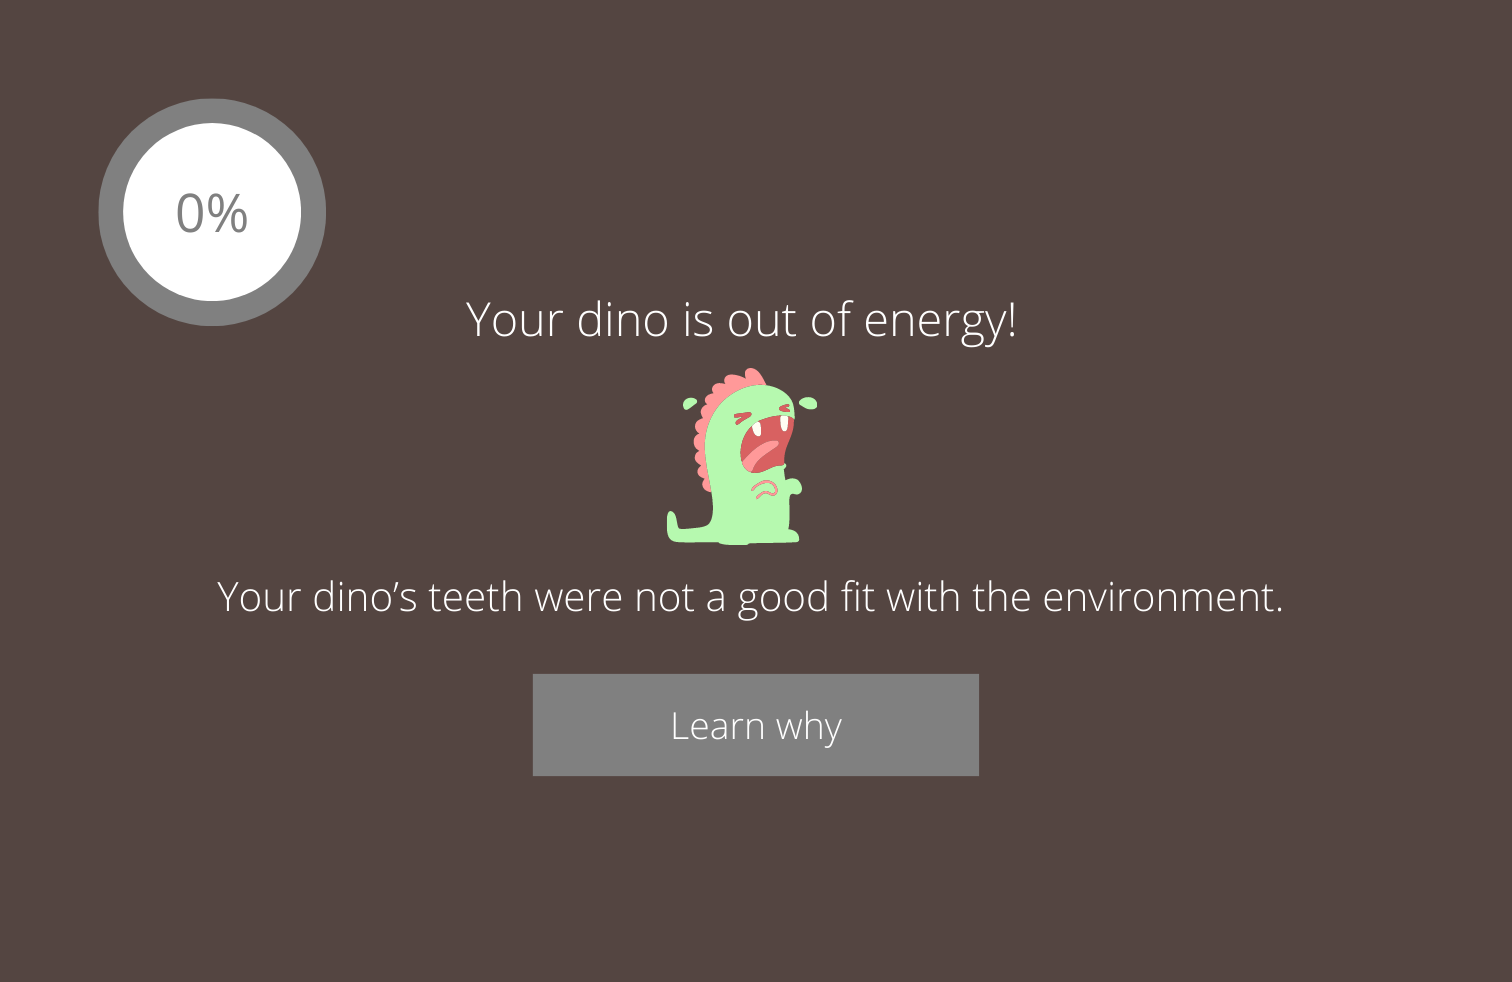 0%
Your dino is out of energy!
Your dino’s teeth were not a good fit with the environment.
Learn why